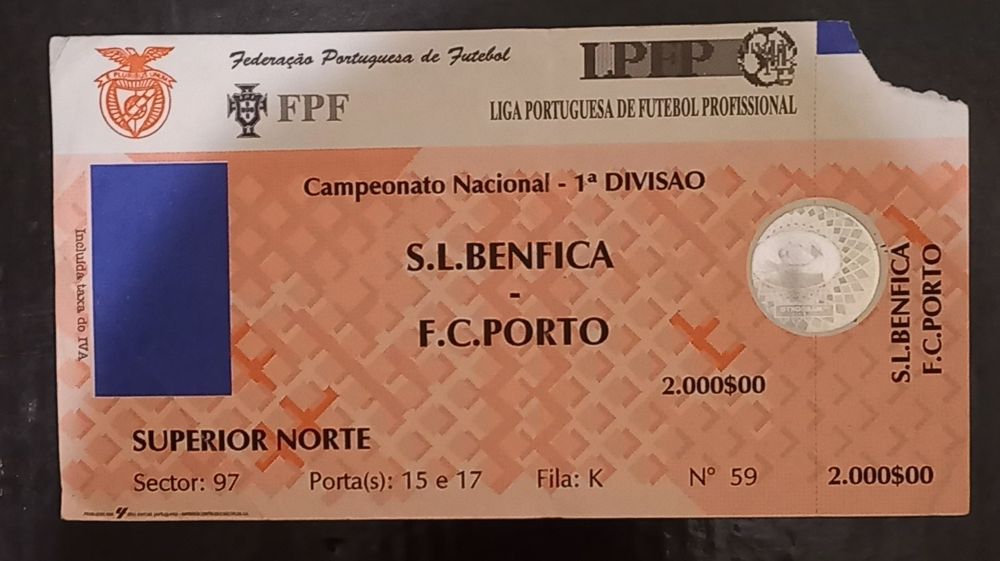 Federação Portuguesa de Futebol
FPF
LPFP
LIGA PORTUGUESA DE FUTEBOL PROFISSIONAL
Campeonato Nacional - 1ª DIVISAO
S.L.BENFICA
-
F.C.PORTO
2.000$00
Incluída taxa do IVA
SUPERIOR NORTE
Sector: 97 Porta(s): 15 e 17 Fila: K Nº 59
S.L.BENFICA
F.C.PORTO
2.000$00